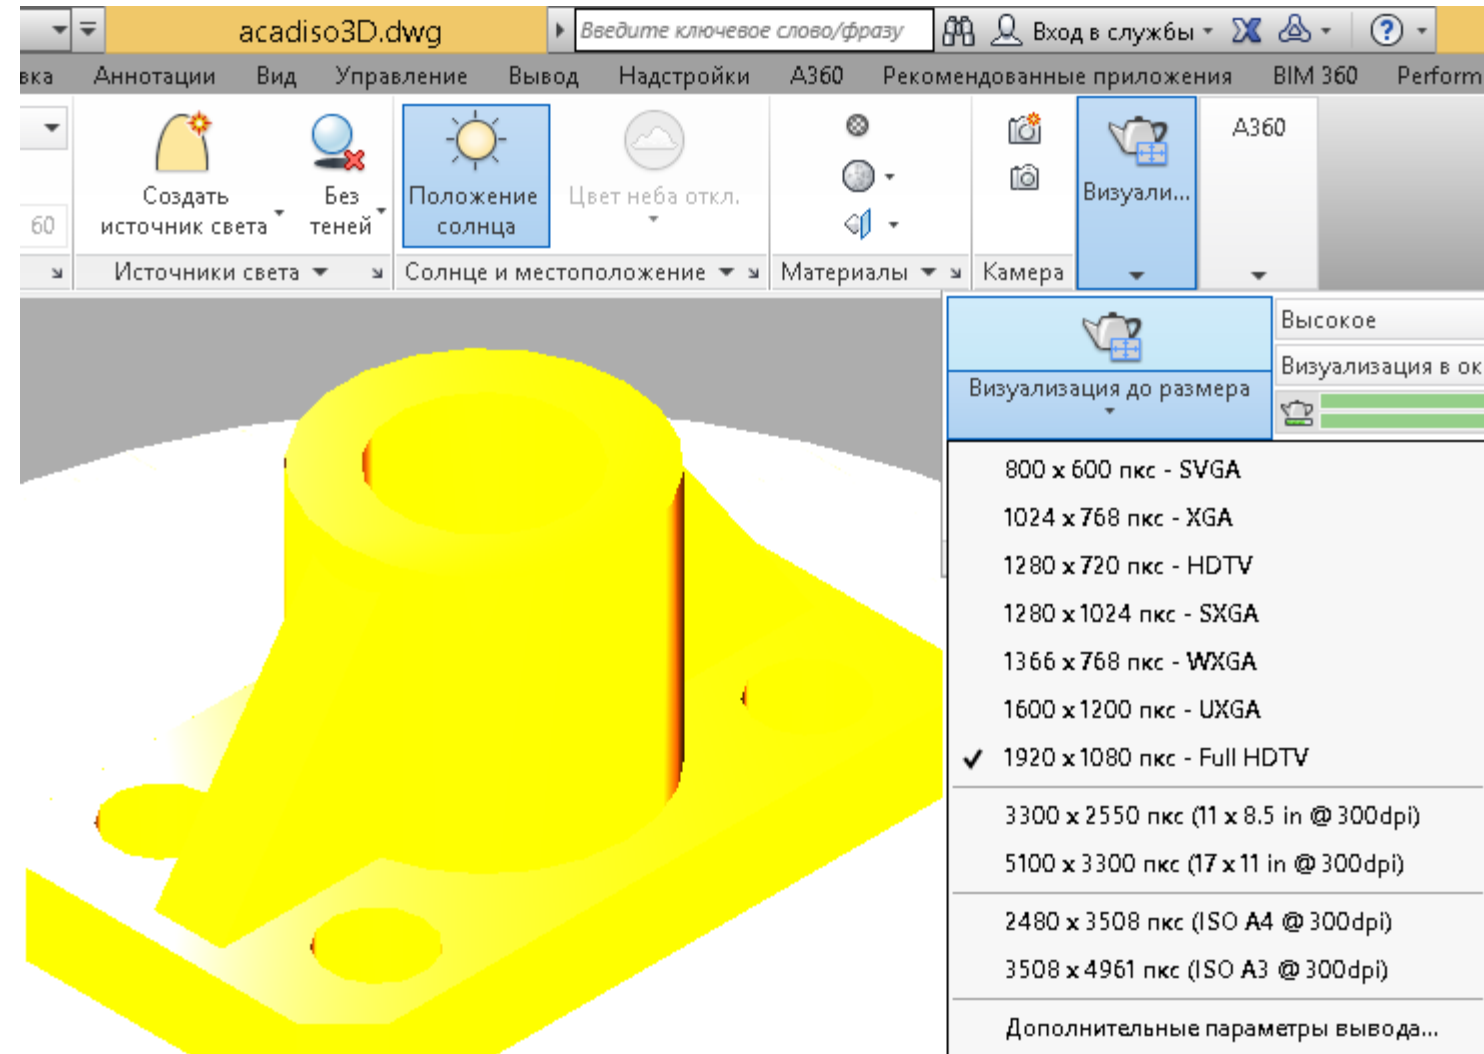 acadiso3D.dwg
Введите ключевое слово/фразу
Вход в службы
вка Аннотации Вид Управление Вывод Надстройки A360 Рекомендованные приложения BIM 360 Perform
60
Создать
источник света
Без
теней
Положение
солнца
Цвет неба откл.
Визуали...
A360
Источники света
Солнце и местоположение
Материалы
Камера
Визуализация до размера
Высокое
Визуализация в ок
800 x 600 пкс - SVGA
1024 x 768 пкс - XGA
1280 x 720 пкс - HDTV
1280 x 1024 пкс - SXGA
1366 x 768 пкс - WXGA
1600 x 1200 пкс - UXGA
1920 x 1080 пкс - Full HDTV
3300 x 2550 пкс (11 x 8.5 in @ 300dpi)
5100 x 3300 пкс (17 x 11 in @ 300dpi)
2480 x 3508 пкс (ISO A4 @ 300dpi)
3508 x 4961 пкс (ISO A3 @ 300dpi)
Дополнительные параметры вывода...